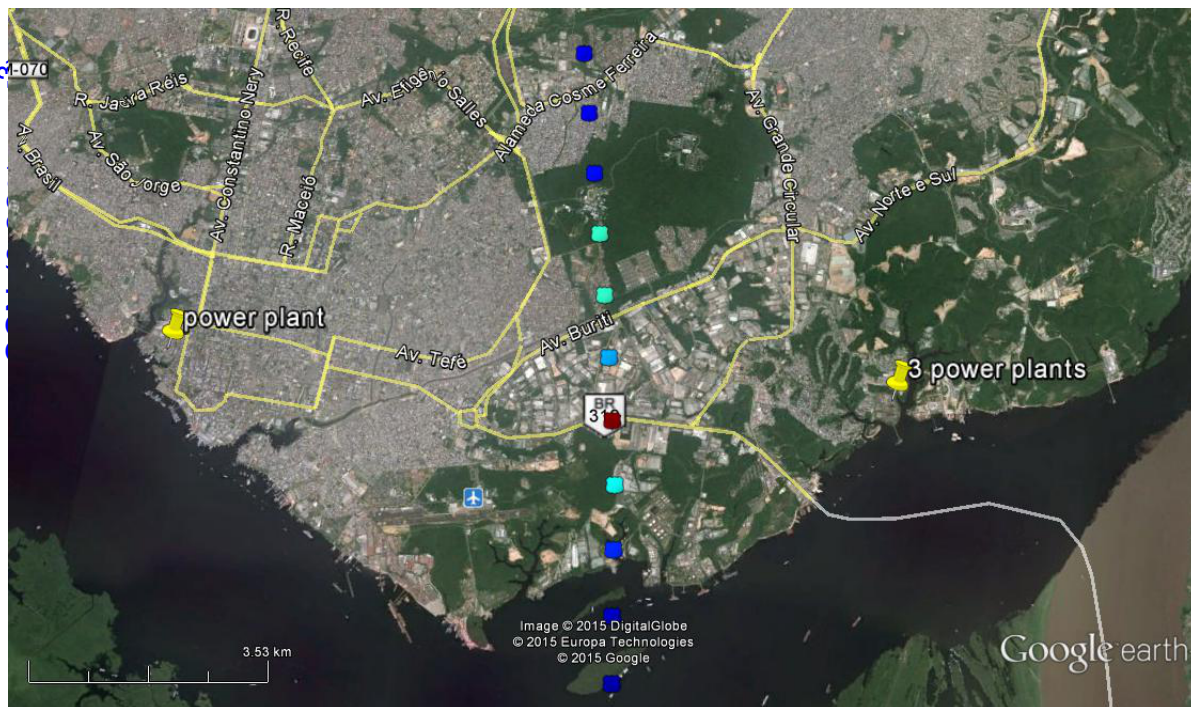 R. Recife
R. Jacira Réis
Av. Efigênio Salles
Alameda Cosme Ferreira
Av. Constantino Nery
Av. Brasil
Av. São Jorge
R. Maceió
Av. Grande Circular
Av. Norte e Sul
power plant
Av. Buriti
Av. Tefé
3 power plants
BR
Image © 2015 DigitalGlobe
© 2015 Europa Technologies
© 2015 Google
3.53 km
Google earth